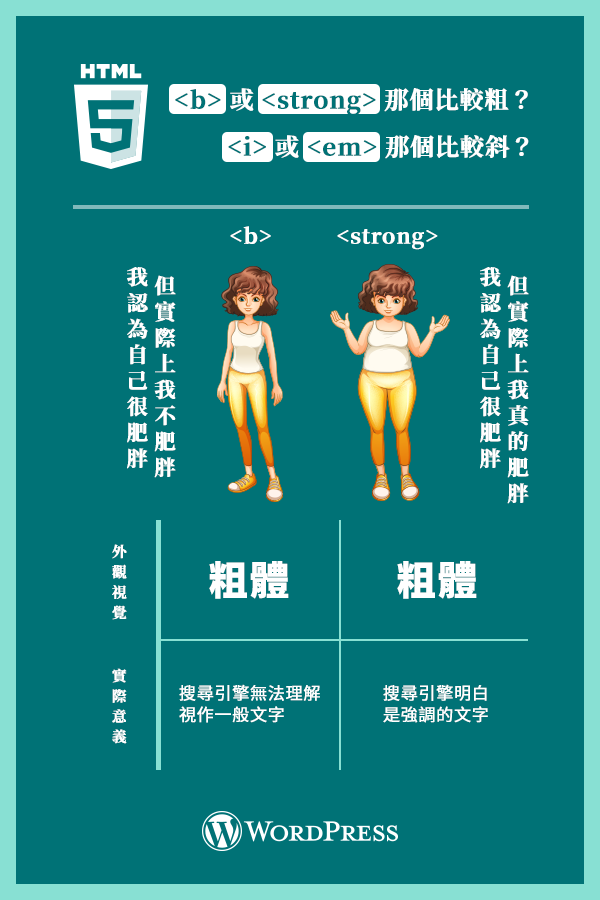 HTML
5
<b> 或 <strong> 那個比較粗？
<i> 或 <em> 那個比較斜？
<b>
<strong>
我認為自己很肥胖
但實際上我不肥胖
我認為自己很肥胖
但實際上我真的肥胖
外觀視覺
粗體
粗體
實際意義
搜尋引擎無法理解
視作一般文字
搜尋引擎明白
是強調的文字
WORDPRESS